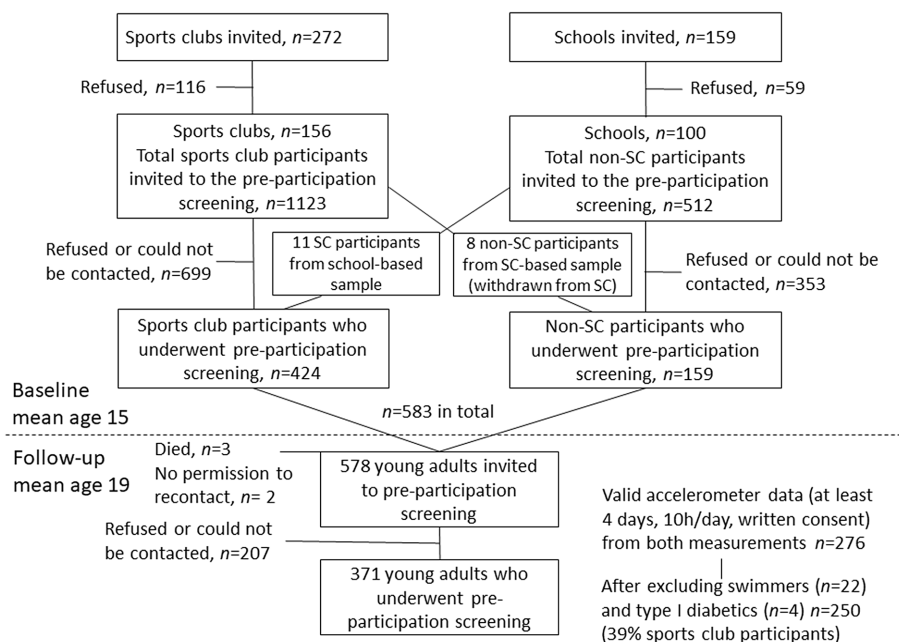 Sports clubs invited, n=272
Schools invited, n=159
Refused, n=116
Refused, n=59
Sports clubs, n=156
Total sports club participants
invited to the pre-participation
screening, n=1123
Schools, n=100
Total non-SC participants
invited to the pre-participation
screening, n=512
Refused or could not
be contacted, n=699
11 SC participants
from school-based
sample
8 non-SC participants
from SC-based sample
(withdrawn from SC)
Refused or could not be
contacted, n=353
Sports club participants who
underwent pre-participation
screening, n=424
Non-SC participants who
underwent pre-participation
screening, n=159
Baseline
mean age 15
n=583 in total
Follow-up
mean age 19
Died, n=3
No permission to
recontact, n= 2
578 young adults invited
to pre-participation
screening
Refused or could not
be contacted, n=207
371 young adults who
underwent pre-
participation screening
Valid accelerometer data (at least
4 days, 10h/day, written consent)
from both measurements n=276
After excluding swimmers (n=22)
and type I diabetics (n=4) n=250
(39% sports club participants)